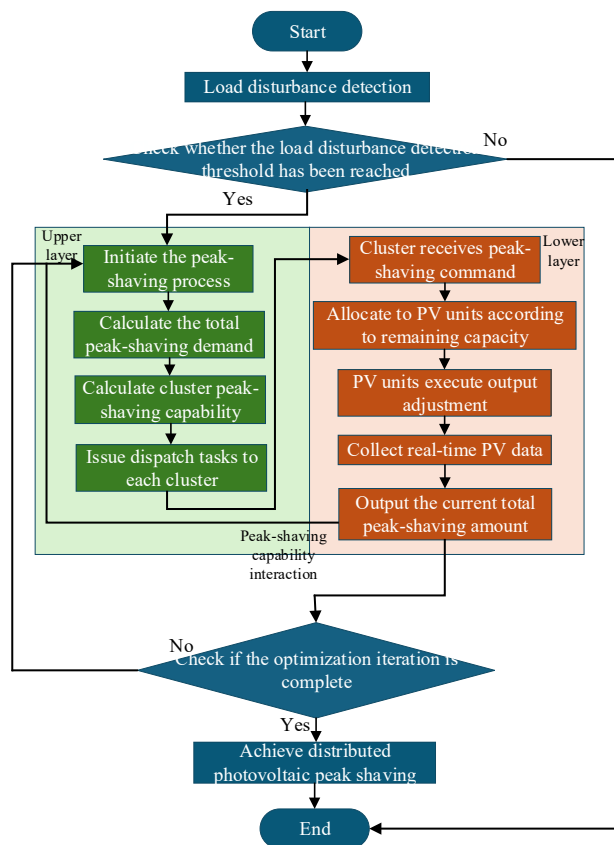 Start
Load disturbance detection
Check whether the load disturbance detection
threshold has been reached
No
Yes
Upper
layer
Initiate the peak-
shaving process
Calculate the total
peak-shaving demand
Calculate cluster peak-
shaving capability
Issue dispatch tasks to
each cluster
Lower
layer
Cluster receives peak-
shaving command
Allocate to PV units according
to remaining capacity
PV units execute output
adjustment
Collect real-time PV data
Output the current total
peak-shaving amount
Peak-shaving
capability
interaction
No
Check if the optimization iteration is
complete
Yes
Achieve distributed
photovoltaic peak shaving
End